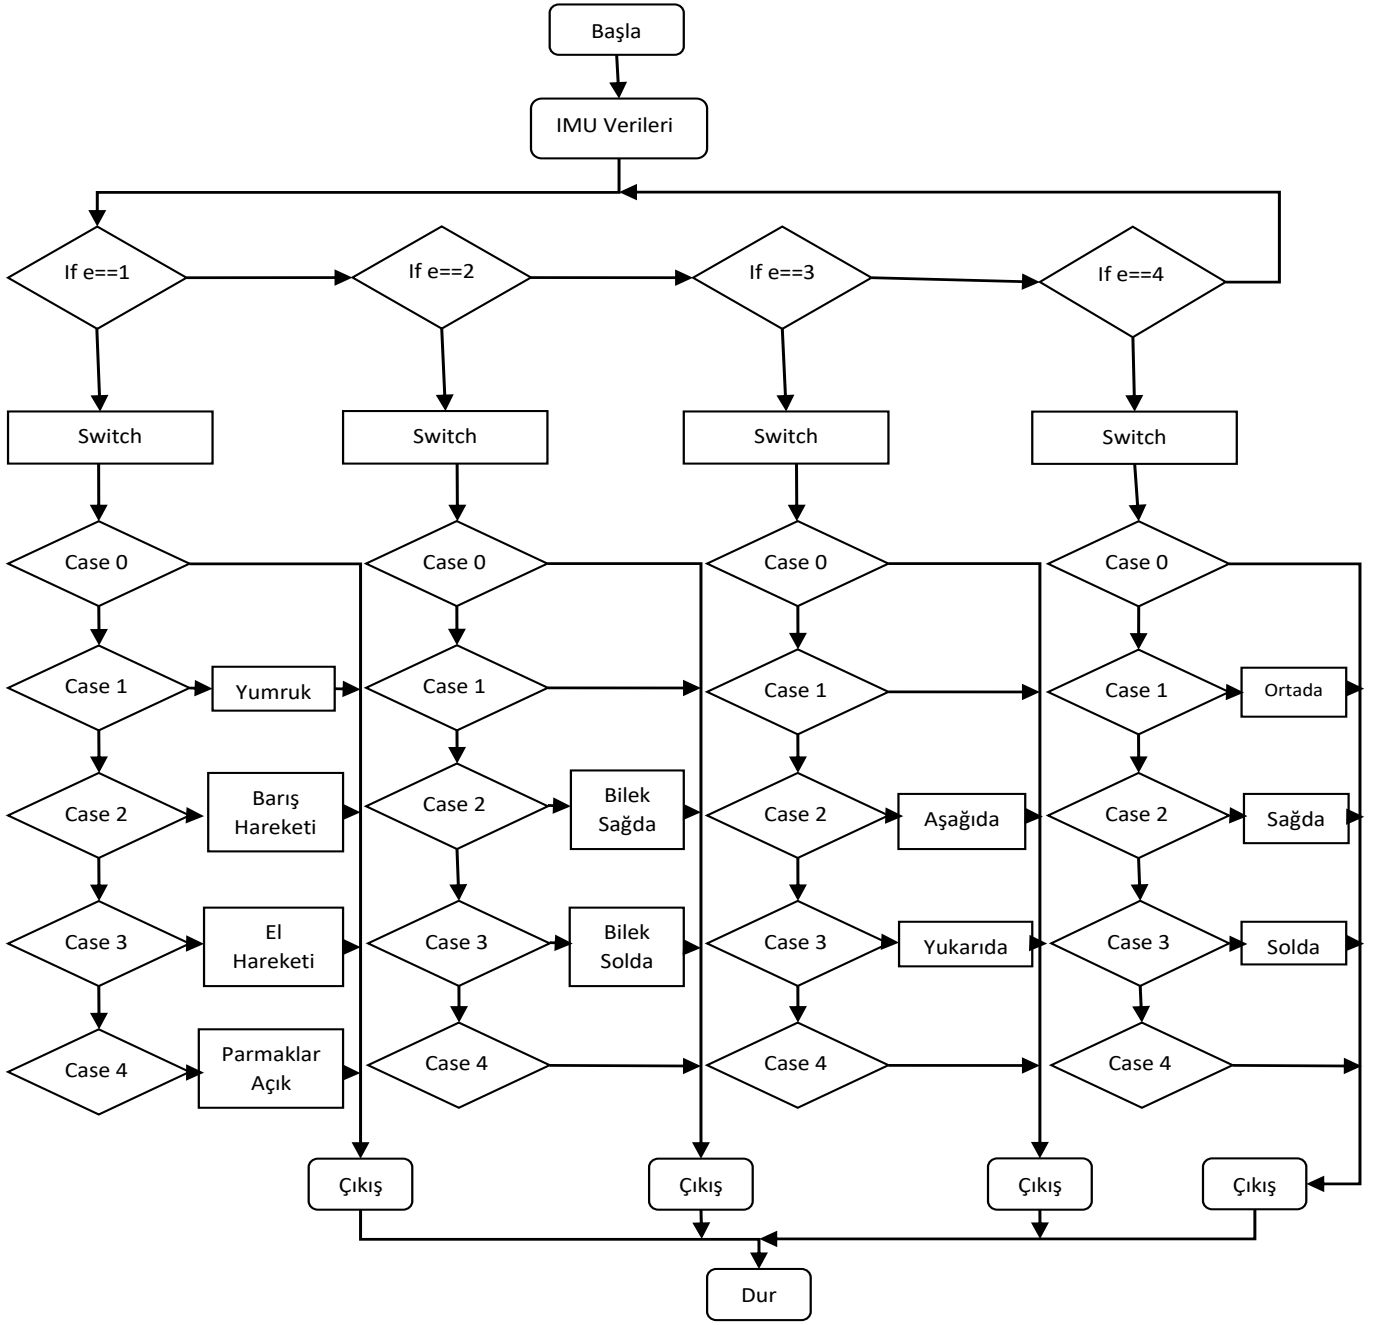 Başla
IMU Verileri
If e==1
If e==2
If e==3
If e==4
Switch
Switch
Switch
Switch
Case 0
Case 0
Case 0
Case 0
Case 1
Yumruk
Case 1
Case 1
Case 1
Ortada
Case 2
Barış
Hareketi
Case 2
Bilek
Sağda
Case 2
Aşağıda
Case 2
Sağda
Case 3
El
Hareketi
Case 3
Bilek
Solda
Case 3
Yukarıda
Case 3
Solda
Case 4
Parmaklar
Açık
Case 4
Case 4
Case 4
Çıkış
Çıkış
Çıkış
Çıkış
Dur